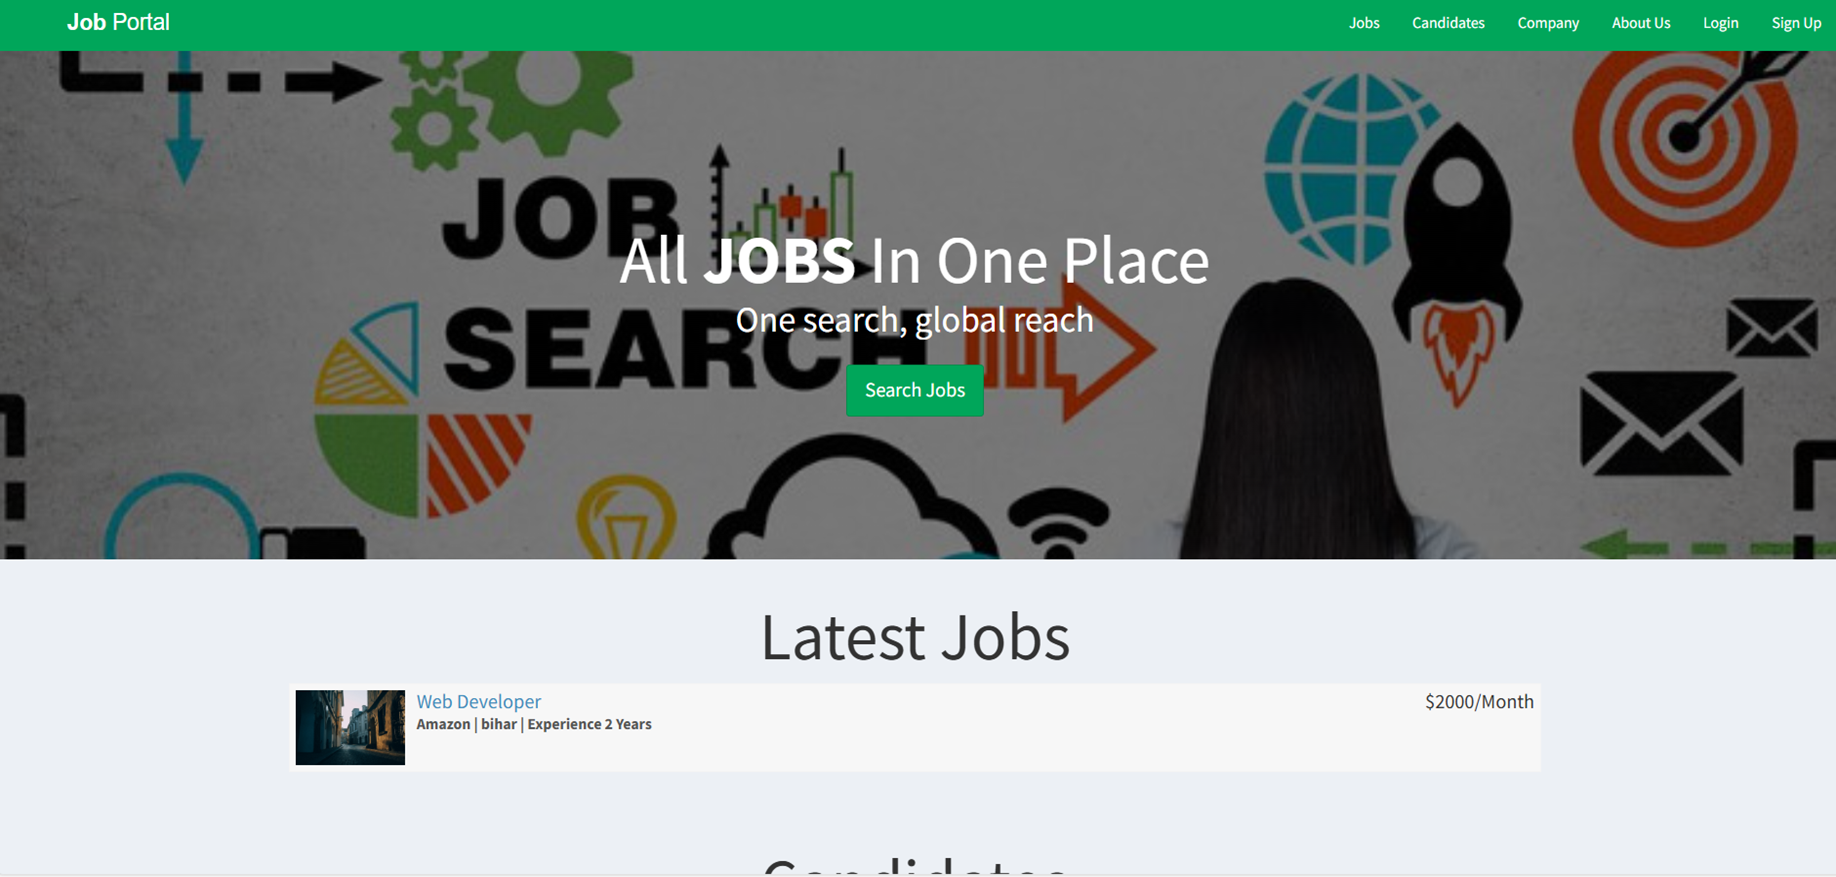 Job Portal
Jobs Candidates Company About Us Login Sign Up
JOB
All JOBS In One Place
SEARCH
One search, global reach
Search Jobs
Latest Jobs
Web Developer $2000/Month
Amazon | bihar | Experience 2 Years
Candidates